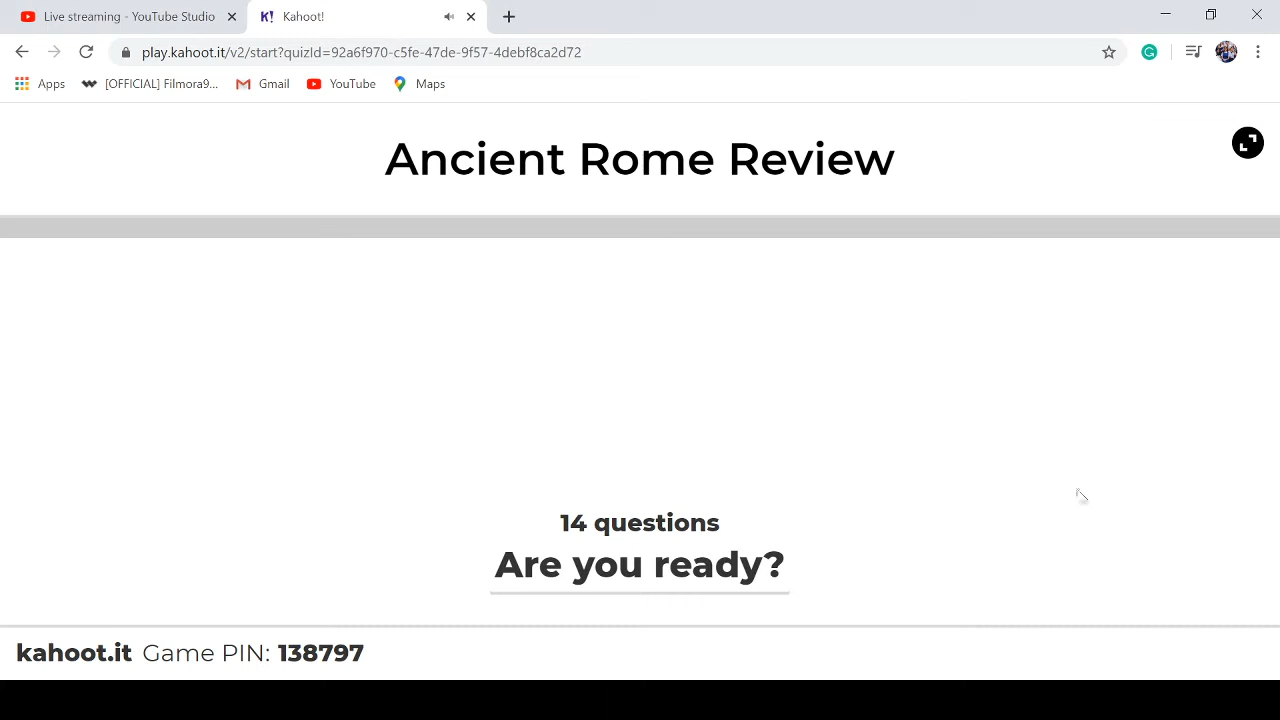 Live streaming - YouTube Studio
K! Kahoot!
play.kahoot.it/v2/start?quizId=92a6f970-c5fe-47de-9f57-4debf8ca2d72
Apps [OFFICIAL] Filmora9... Gmail YouTube Maps
Ancient Rome Review
14 questions
Are you ready?
kahoot.it Game PIN: 138797